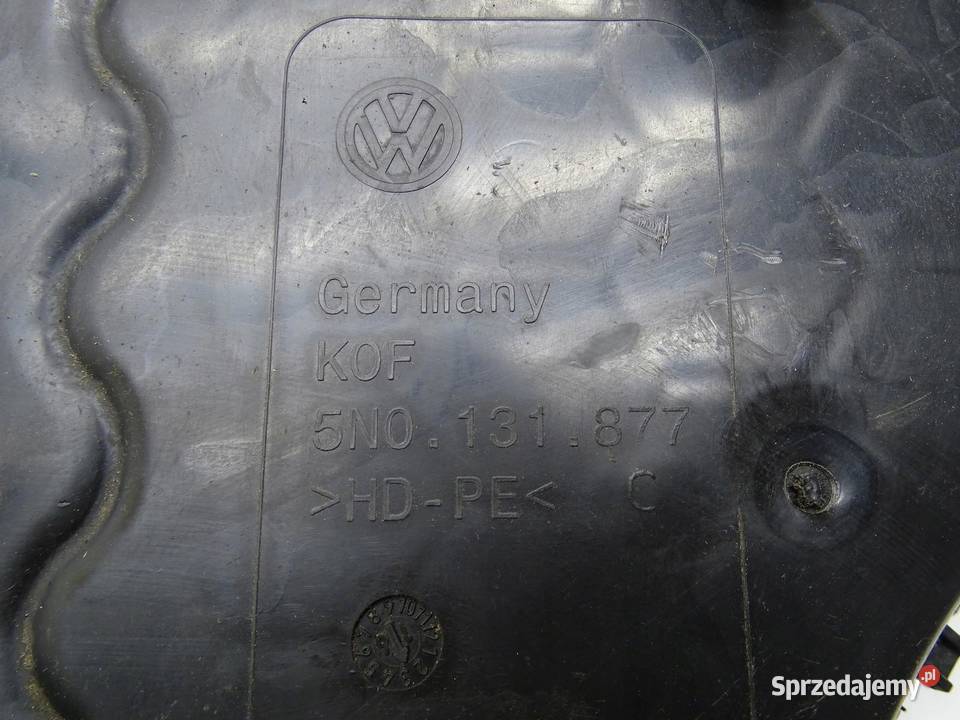 VW
Germany
KOF
5N0.131.877
>HD-PE< C
Sprzedajemy.pl